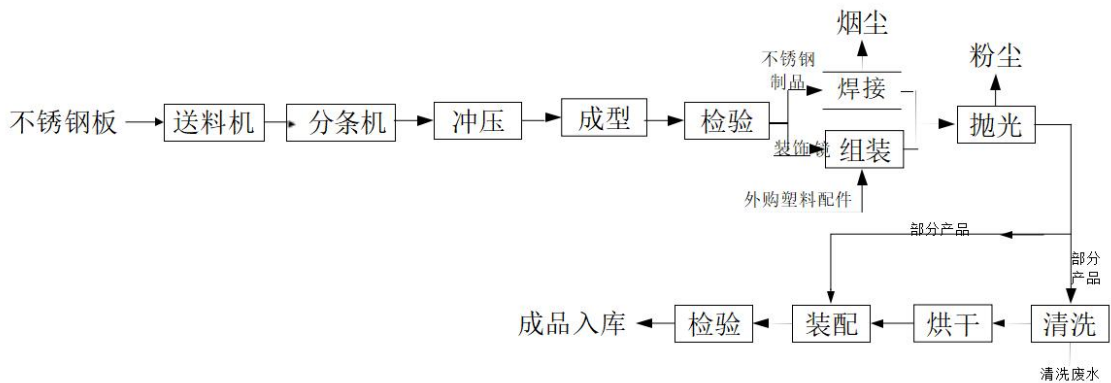 烟尘
粉尘
不锈钢
制品
焊接
不锈钢板
送料机
分条机
冲压
成型
检验
抛光
装饰镜
组装
外购塑料配件
部分产品
部分
产品
成品入库
检验
装配
烘干
清洗
清洗废水